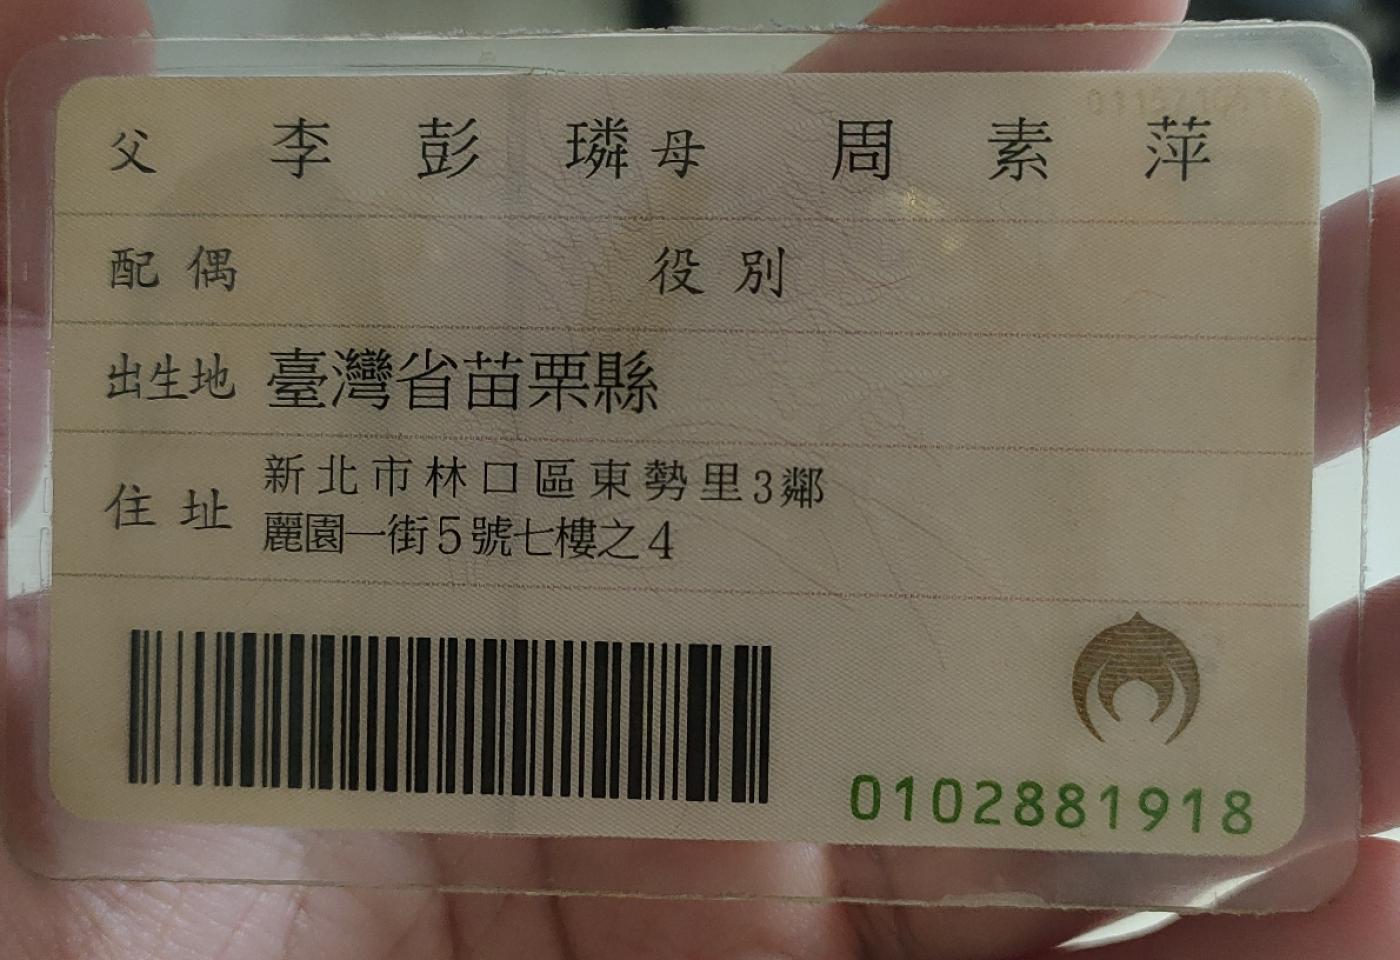 父 李彭璘 母 周素萍
配偶 役別
出生地 臺灣省苗栗縣
住址 新北市林口區東勢里3鄰
麗園一街5號七樓之4
0102881918